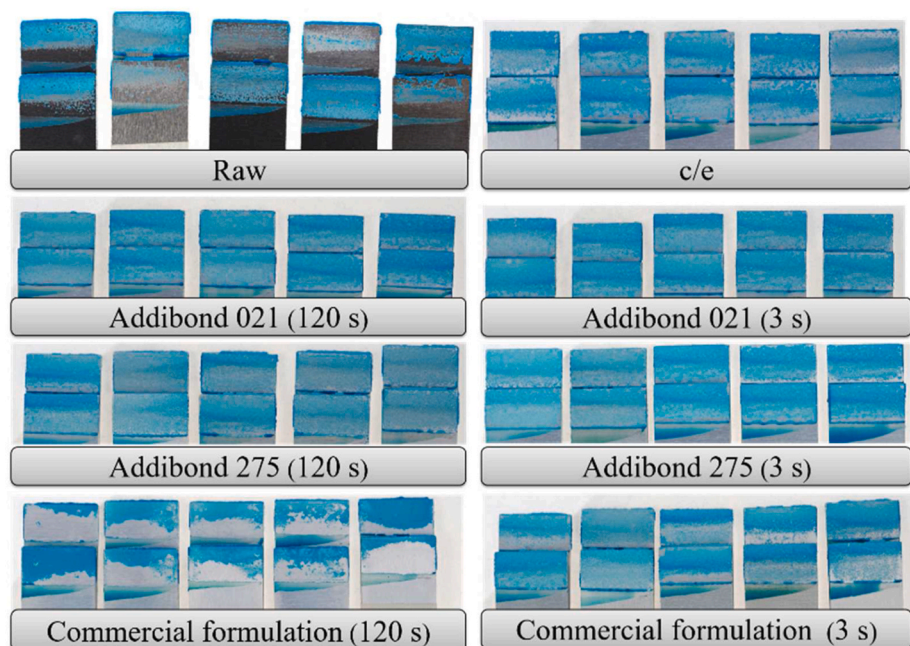 Raw
c/e
Addibond 021 (120 s)
Addibond 021 (3 s)
Addibond 275 (120 s)
Addibond 275 (3 s)
Commercial formulation (120 s)
Commercial formulation (3 s)